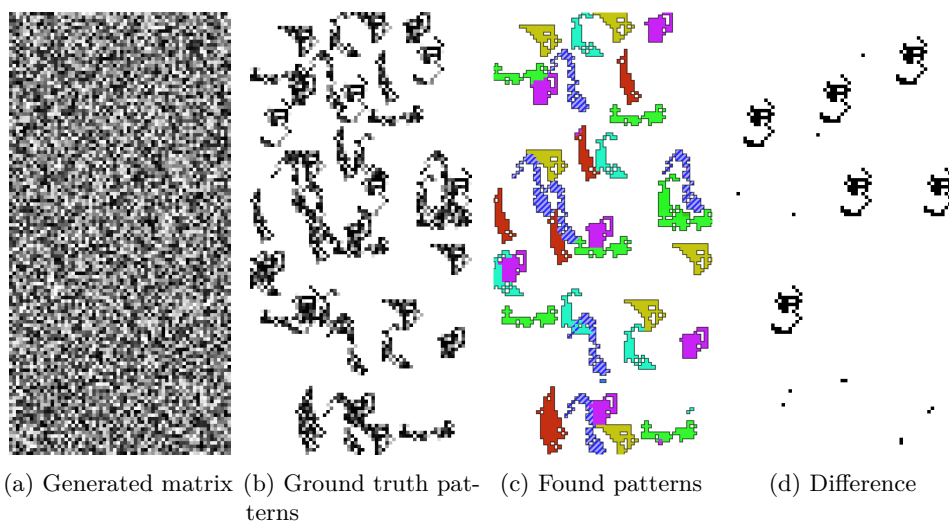 (a) Generated matrix (b) Ground truth pat- (c) Found patterns (d) Difference
terns